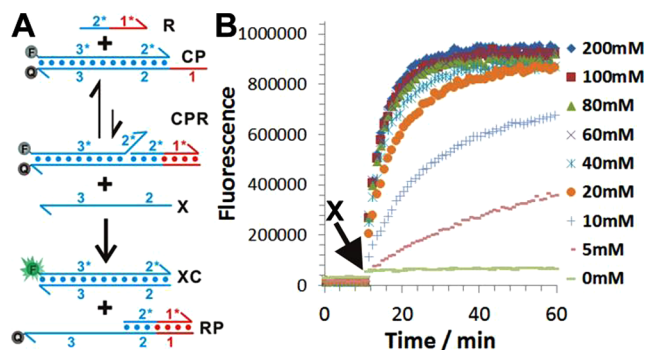 A
2* 1* R
+
F 3* 2* CP
Q 3 2 1
CPR
F 3* 2* 2* 1*
Q 3 2 1
+
3 2 X
F 3* 2* XC
3 2
+
2* 1* RP
Q 3 2 1
B
Fluorescence
1000000
800000
600000
400000
200000
0
X
0 20 40 60
Time / min
200mM
100mM
80mM
60mM
40mM
20mM
10mM
5mM
0mM